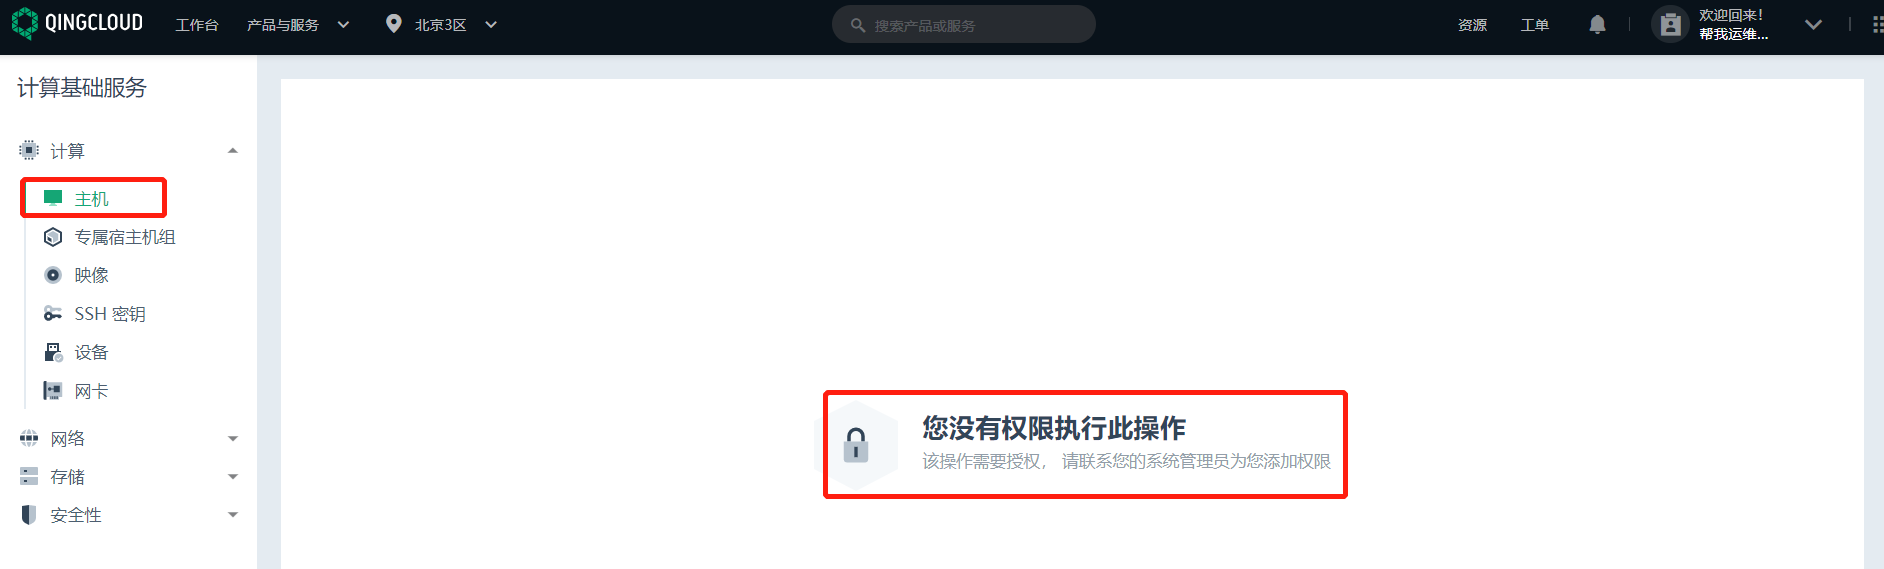 QINGCLOUD
工作台
产品与服务
北京3区
搜索产品或服务
资源
工单
欢迎回来！
帮我运维...
计算基础服务
计算
主机
专属宿主机组
映像
SSH 密钥
设备
网卡
网络
存储
安全性
您没有权限执行此操作
该操作需要授权， 请联系您的系统管理员为您添加权限